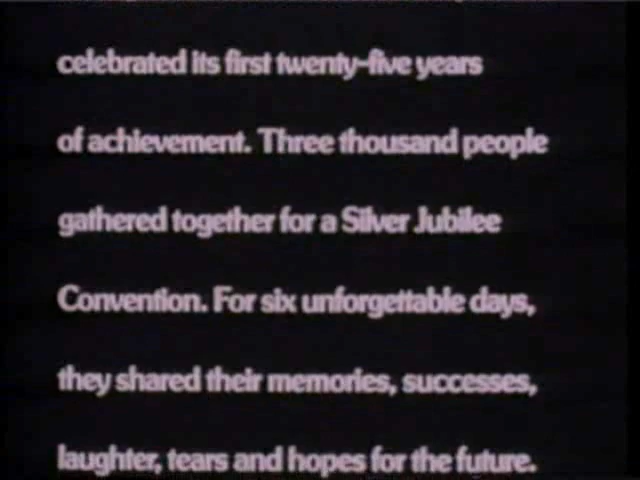 celebrated its first twenty-five years
of achievement. Three thousand people
gathered together for a Silver Jubilee
Convention. For six unforgettable days,
they shared their memories, successes,
laughter, tears and hopes for the future.